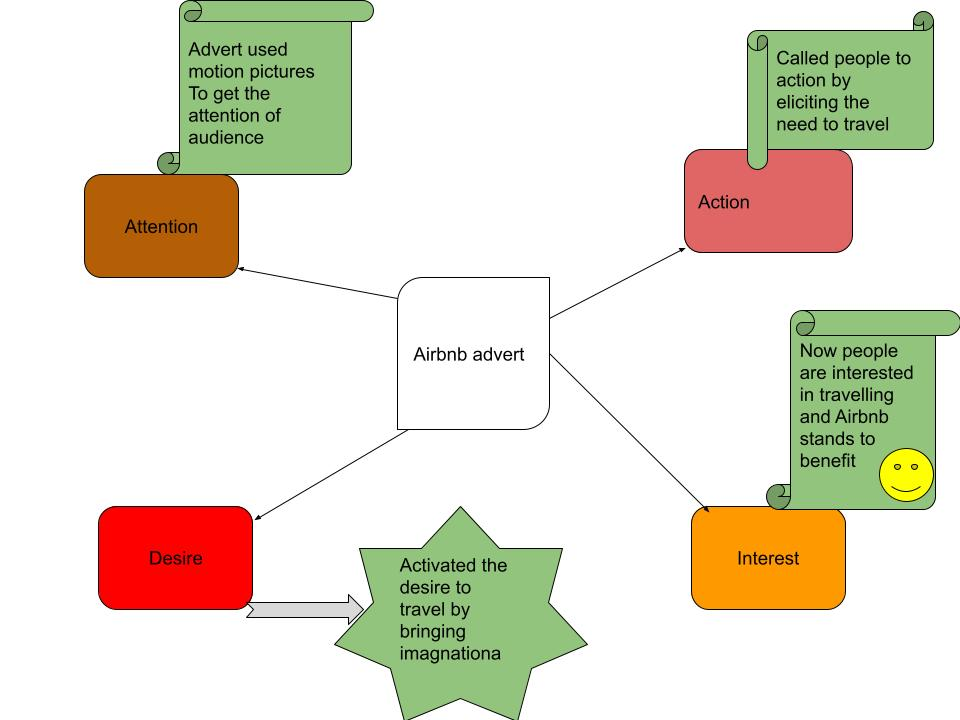 Advert used
motion pictures
To get the
attention of
audience
Attention
Called people to
action by
eliciting the
need to travel
Action
Airbnb advert
Now people
are interested
in travelling
and Airbnb
stands to
benefit
Interest
Desire
Activated the
desire to
travel by
bringing
imagnationa